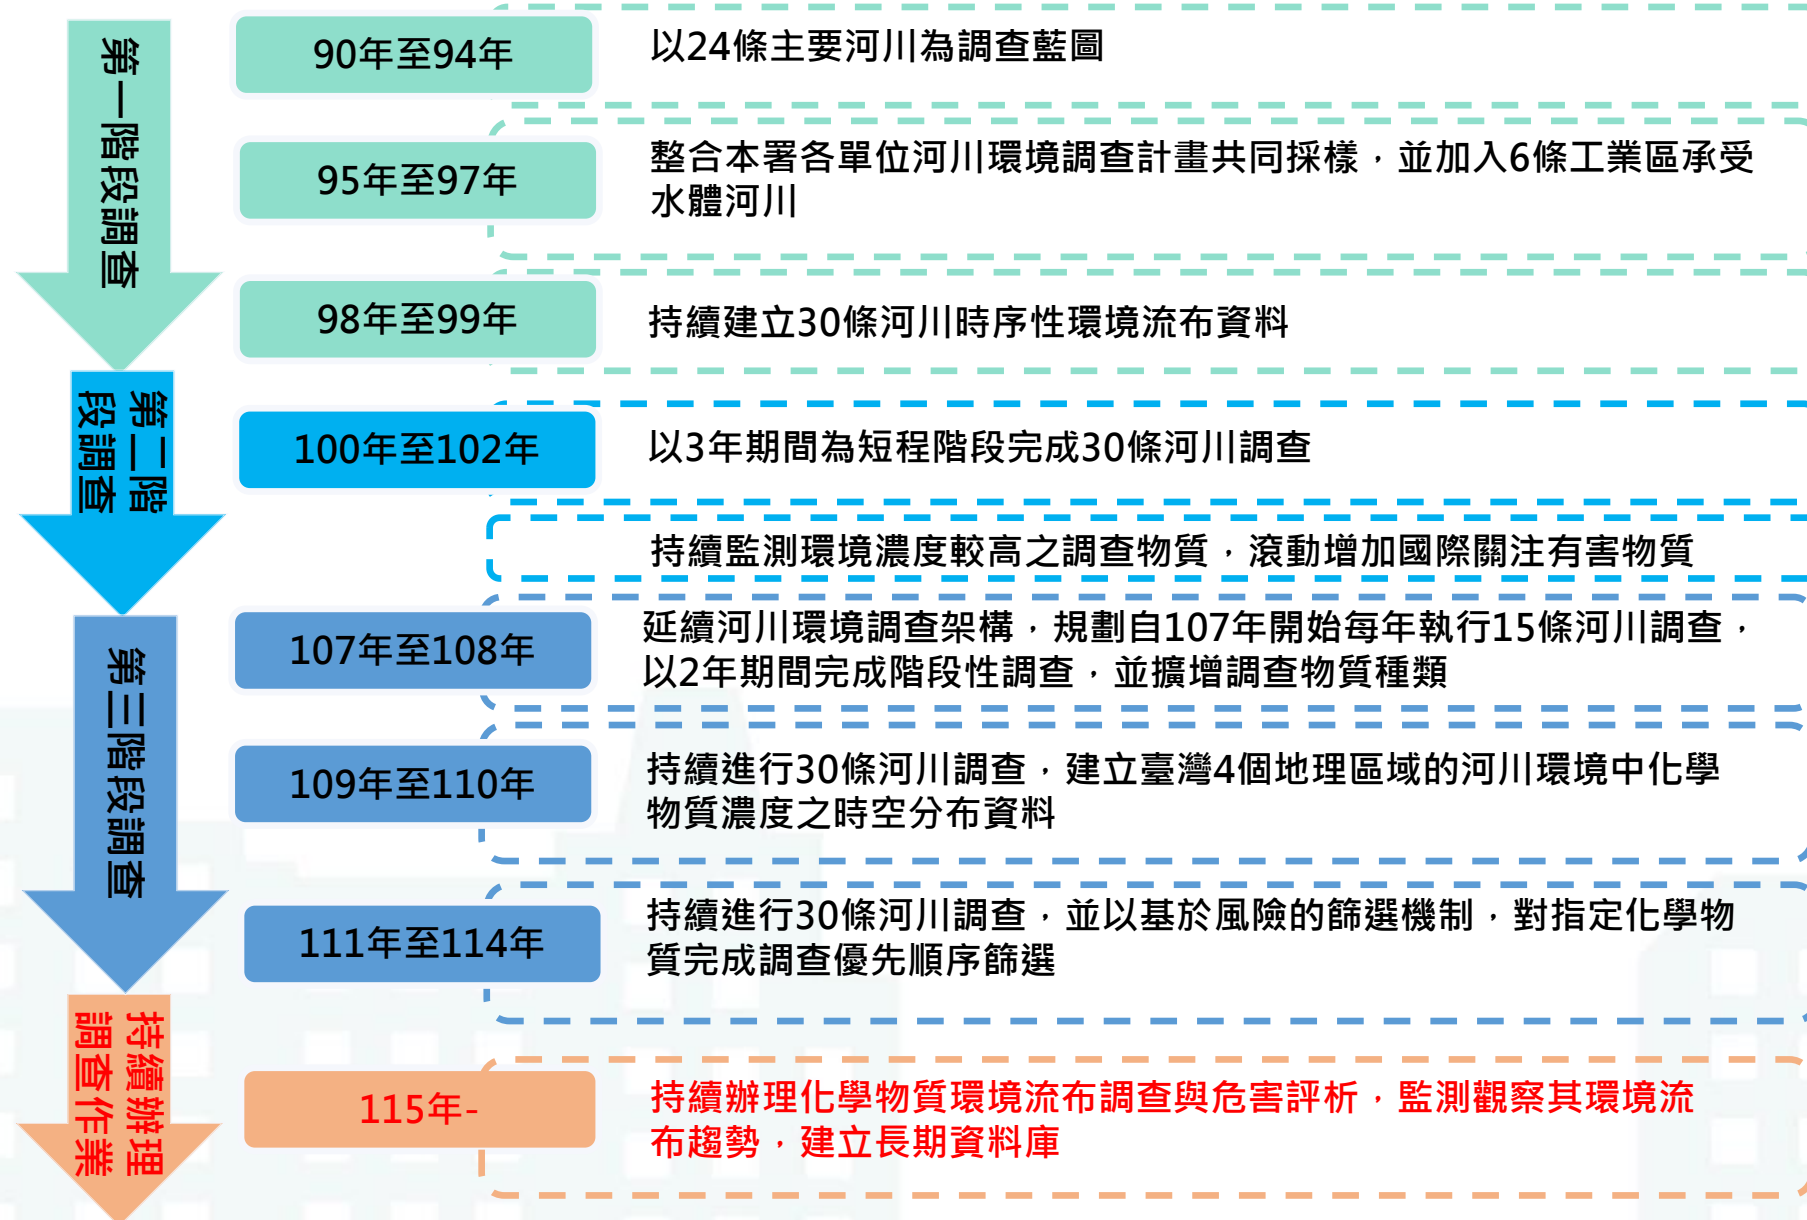 第一階段調查
90年至94年
以24條主要河川為調查藍圖
95年至97年
整合本署各單位河川環境調查計畫共同採樣，並加入6條工業區承受
水體河川
98年至99年
持續建立30條河川時序性環境流布資料
第二階
段調查
100年至102年
以3年期間為短程階段完成30條河川調查
持續監測環境濃度較高之調查物質，滾動增加國際關注有害物質
第三階段調查
107年至108年
延續河川環境調查架構，規劃自107年開始每年執行15條河川調查，
以2年期間完成階段性調查，並擴增調查物質種類
109年至110年
持續進行30條河川調查，建立臺灣4個地理區域的河川環境中化學
物質濃度之時空分布資料
111年至114年
持續進行30條河川調查，並以基於風險的篩選機制，對指定化學物
質完成調查優先順序篩選
持續辦理
調查作業
115年-
持續辦理化學物質環境流布調查與危害評析，監測觀察其環境流
布趨勢，建立長期資料庫